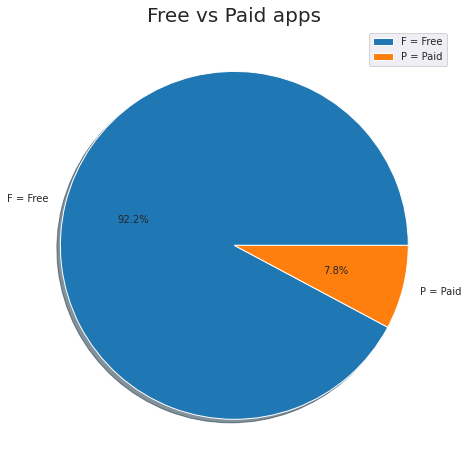 Free vs Paid apps
F = Free
P = Paid
F = Free
92.2%
7.8%
P = Paid